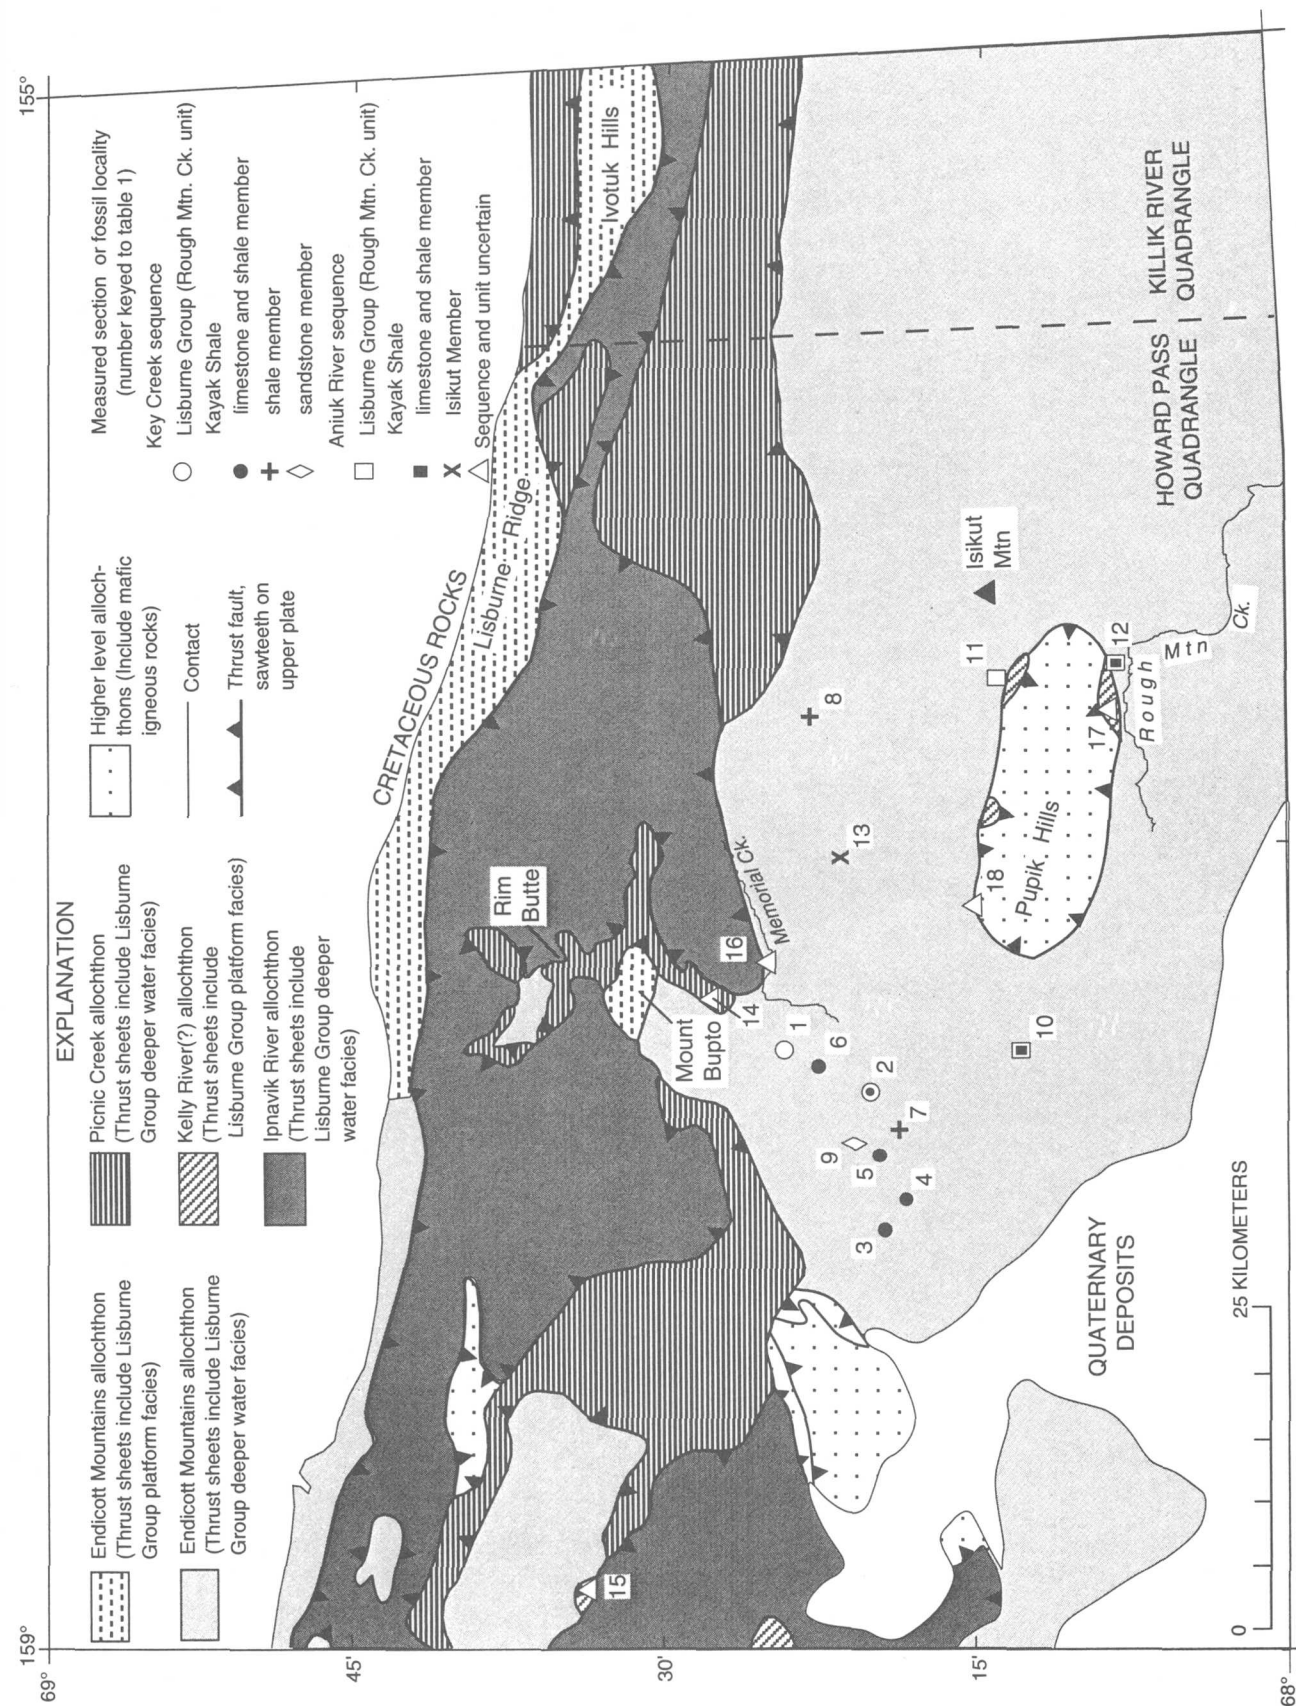 EXPLANATION
Endicott Mountains allochthon
(Thrust sheets include Lisburne
Group platform facies)
Endicott Mountains allochthon
(Thrust sheets include Lisburne
Group deeper water facies)
Picnic Creek allochthon
(Thrust sheets include Lisburne
Group deeper water facies)
Kelly River(?) allochthon
(Thrust sheets include
Lisburne Group platform facies)
Ipnavik River allochthon
(Thrust sheets include
Lisburne Group deeper
water facies)
Higher level alloch-
thons (Include mafic
igneous rocks)
Contact
Thrust fault,
sawteeth on
upper plate
Measured section or fossil locality
(number keyed to table 1)
Key Creek sequence
Lisburne Group (Rough Mtn. Ck. unit)
Kayak Shale
limestone and shale member
shale member
sandstone member
Aniuk River sequence
Lisburne Group (Rough Mtn. Ck. unit)
Kayak Shale
limestone and shale member
Isikut Member
Sequence and unit uncertain
159°
155°
69°
45'
30'
15'
68°
CRETACEOUS ROCKS
Lisburne Ridge
Ivotuk Hills
Rim
Butte
Mount
Bupto
Memorial Ck.
16
14
1
6
2
7
9
5
4
3
8
13
10
15
11
12
17
18
Isikut
Mtn
Pupik Hills
Rough Mtn Ck.
HOWARD PASS
QUADRANGLE
KILLIK RIVER
QUADRANGLE
QUATERNARY
DEPOSITS
0
25 KILOMETERS